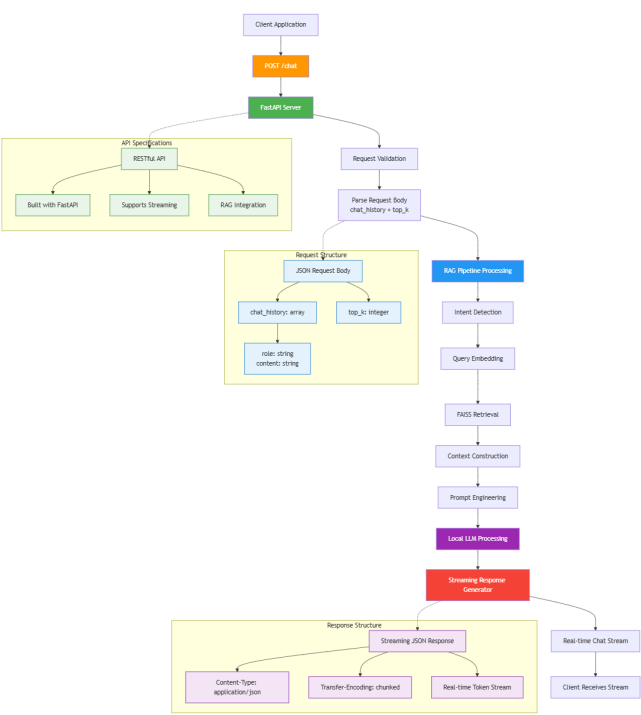 Client Application
POST /chat
FastAPI Server
API Specifications
RESTful API
Built with FastAPI
Supports Streaming
RAG Integration
Request Validation
Parse Request Body
chat_history + top_k
Request Structure
JSON Request Body
chat_history: array
top_k: integer
role: string
content: string
RAG Pipeline Processing
Intent Detection
Query Embedding
FAISS Retrieval
Context Construction
Prompt Engineering
Local LLM Processing
Streaming Response
Generator
Response Structure
Streaming JSON Response
Content-Type:
application/json
Transfer-Encoding: chunked
Real-time Token Stream
Real-time Chat Stream
Client Receives Stream